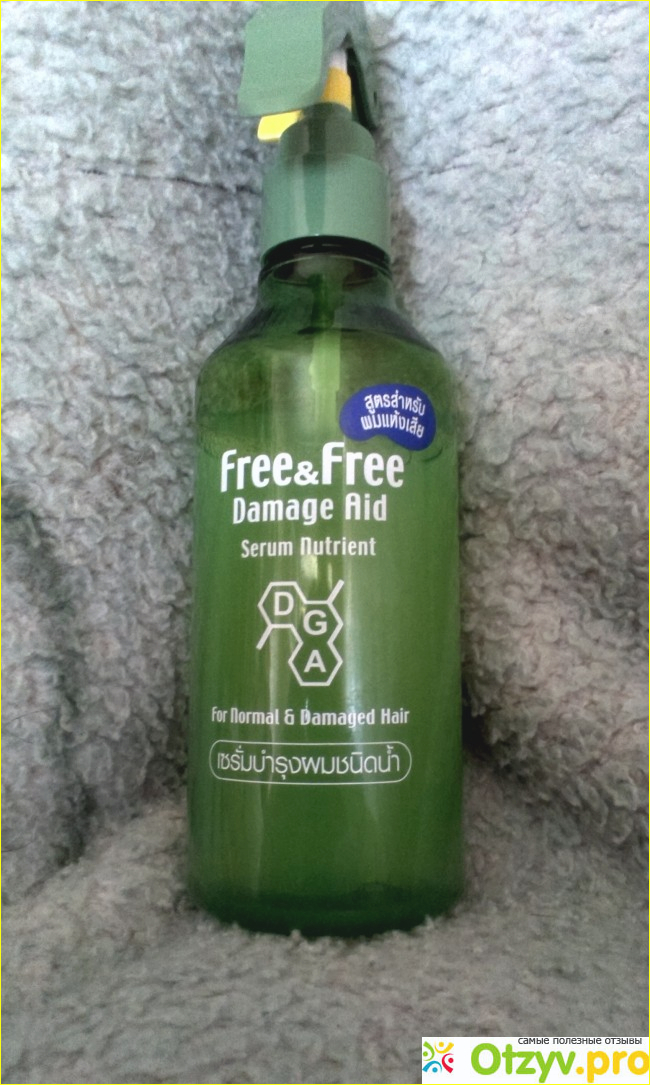 สูตรสำหรับ
ผมแห้งเสีย
Free&Free
Damage Aid
Serum Nutrient
D
G
A
For Normal & Damaged Hair
เซรั่มบำรุงผมชนิดน้ำ
самые полезные отзывы
Otzyv.pro